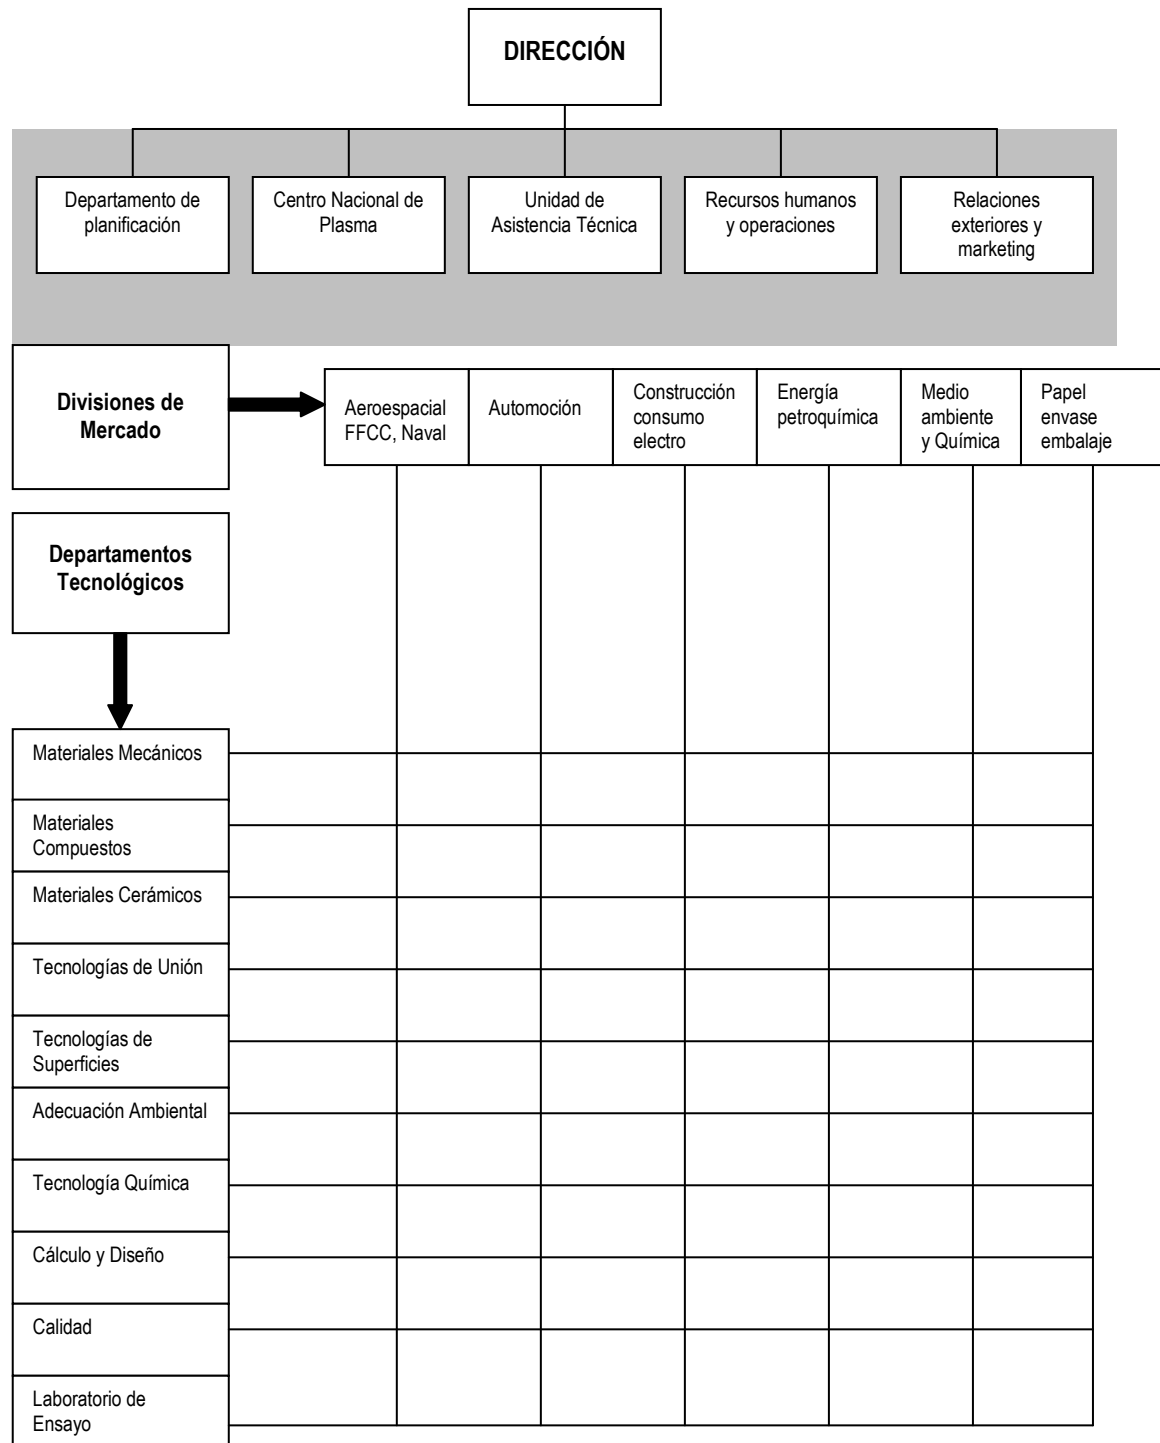 DIRECCIÓN
Departamento de
planificación
Centro Nacional de
Plasma
Unidad de
Asistencia Técnica
Recursos humanos
y operaciones
Relaciones
exteriores y
marketing
Divisiones de
Mercado
Aeroespacial
FFCC, Naval
Automoción
Construcción
consumo
electro
Energía
petroquímica
Medio
ambiente
y Química
Papel
envase
embalaje
Departamentos
Tecnológicos
Materiales Mecánicos
Materiales
Compuestos
Materiales Cerámicos
Tecnologías de Unión
Tecnologías de
Superficies
Adecuación Ambiental
Tecnología Química
Cálculo y Diseño
Calidad
Laboratorio de
Ensayo